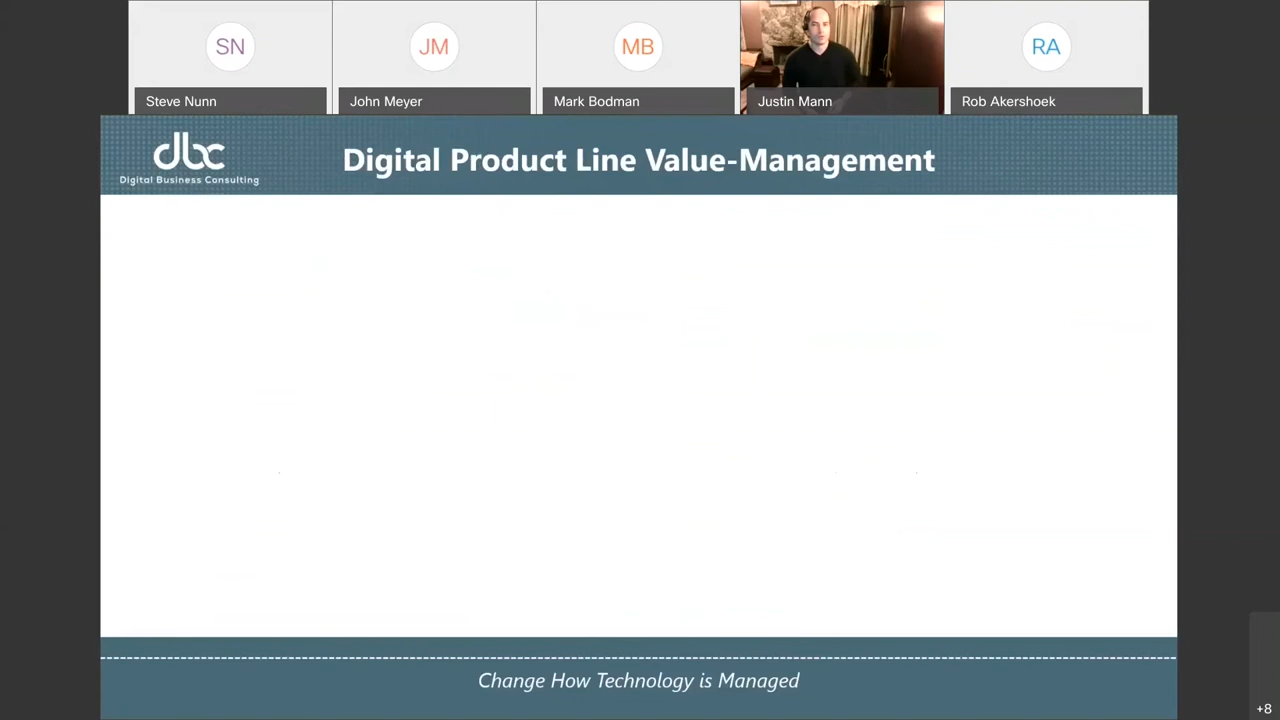 SN
JM
MB
RA
Steve Nunn
John Meyer
Mark Bodman
Justin Mann
Rob Akershoek
dbc
Digital Business Consulting
Digital Product Line Value-Management
Change How Technology is Managed
+8